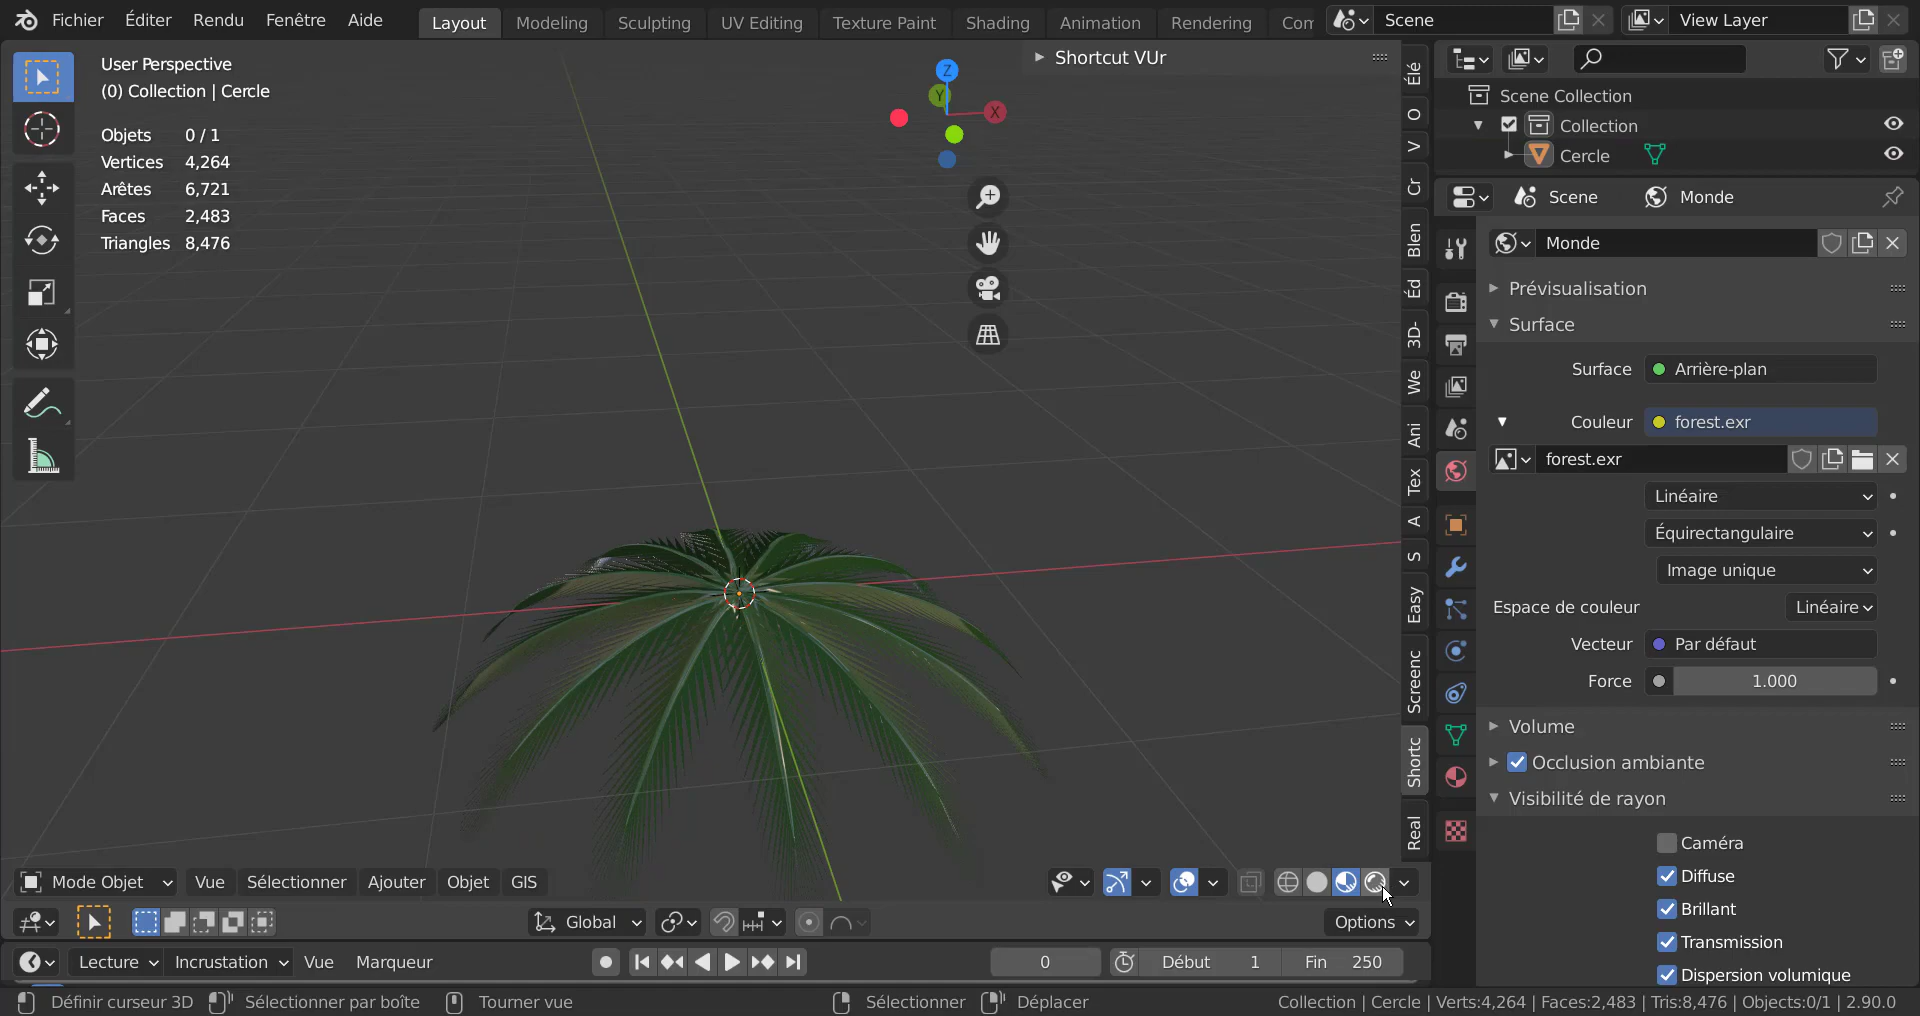 Fichier Éditer Rendu Fenêtre Aide Layout Modeling Sculpting UV Editing Texture Paint Shading Animation Rendering Com Scene View Layer
User Perspective
(0) Collection | Cercle
Objets 0 / 1
Vertices 4,264
Arêtes 6,721
Faces 2,483
Triangles 8,476
Shortcut VUr
Z
Y
X
Élé
O
V
Cr
Blen
Éd
3D-
We
Ani
Tex
A
S
Easy
Screenc
Shortc
Real
Scene Collection
Collection
Cercle
Scene Monde
Monde
Prévisualisation
Surface
Surface Arrière-plan
Couleur forest.exr
forest.exr
Linéaire
Équirectangulaire
Image unique
Espace de couleur Linéaire
Vecteur Par défaut
Force 1.000
Volume
Occlusion ambiante
Visibilité de rayon
Caméra
Diffuse
Brillant
Transmission
Dispersion volumique
Mode Objet Vue Sélectionner Ajouter Objet GIS
Global Options
Lecture Incrustation Vue Marqueur 0 Début 1 Fin 250
Définir curseur 3D Sélectionner par boîte Tourner vue Sélectionner Déplacer Collection | Cercle | Verts:4,264 | Faces:2,483 | Tris:8,476 | Objects:0/1 | 2.90.0